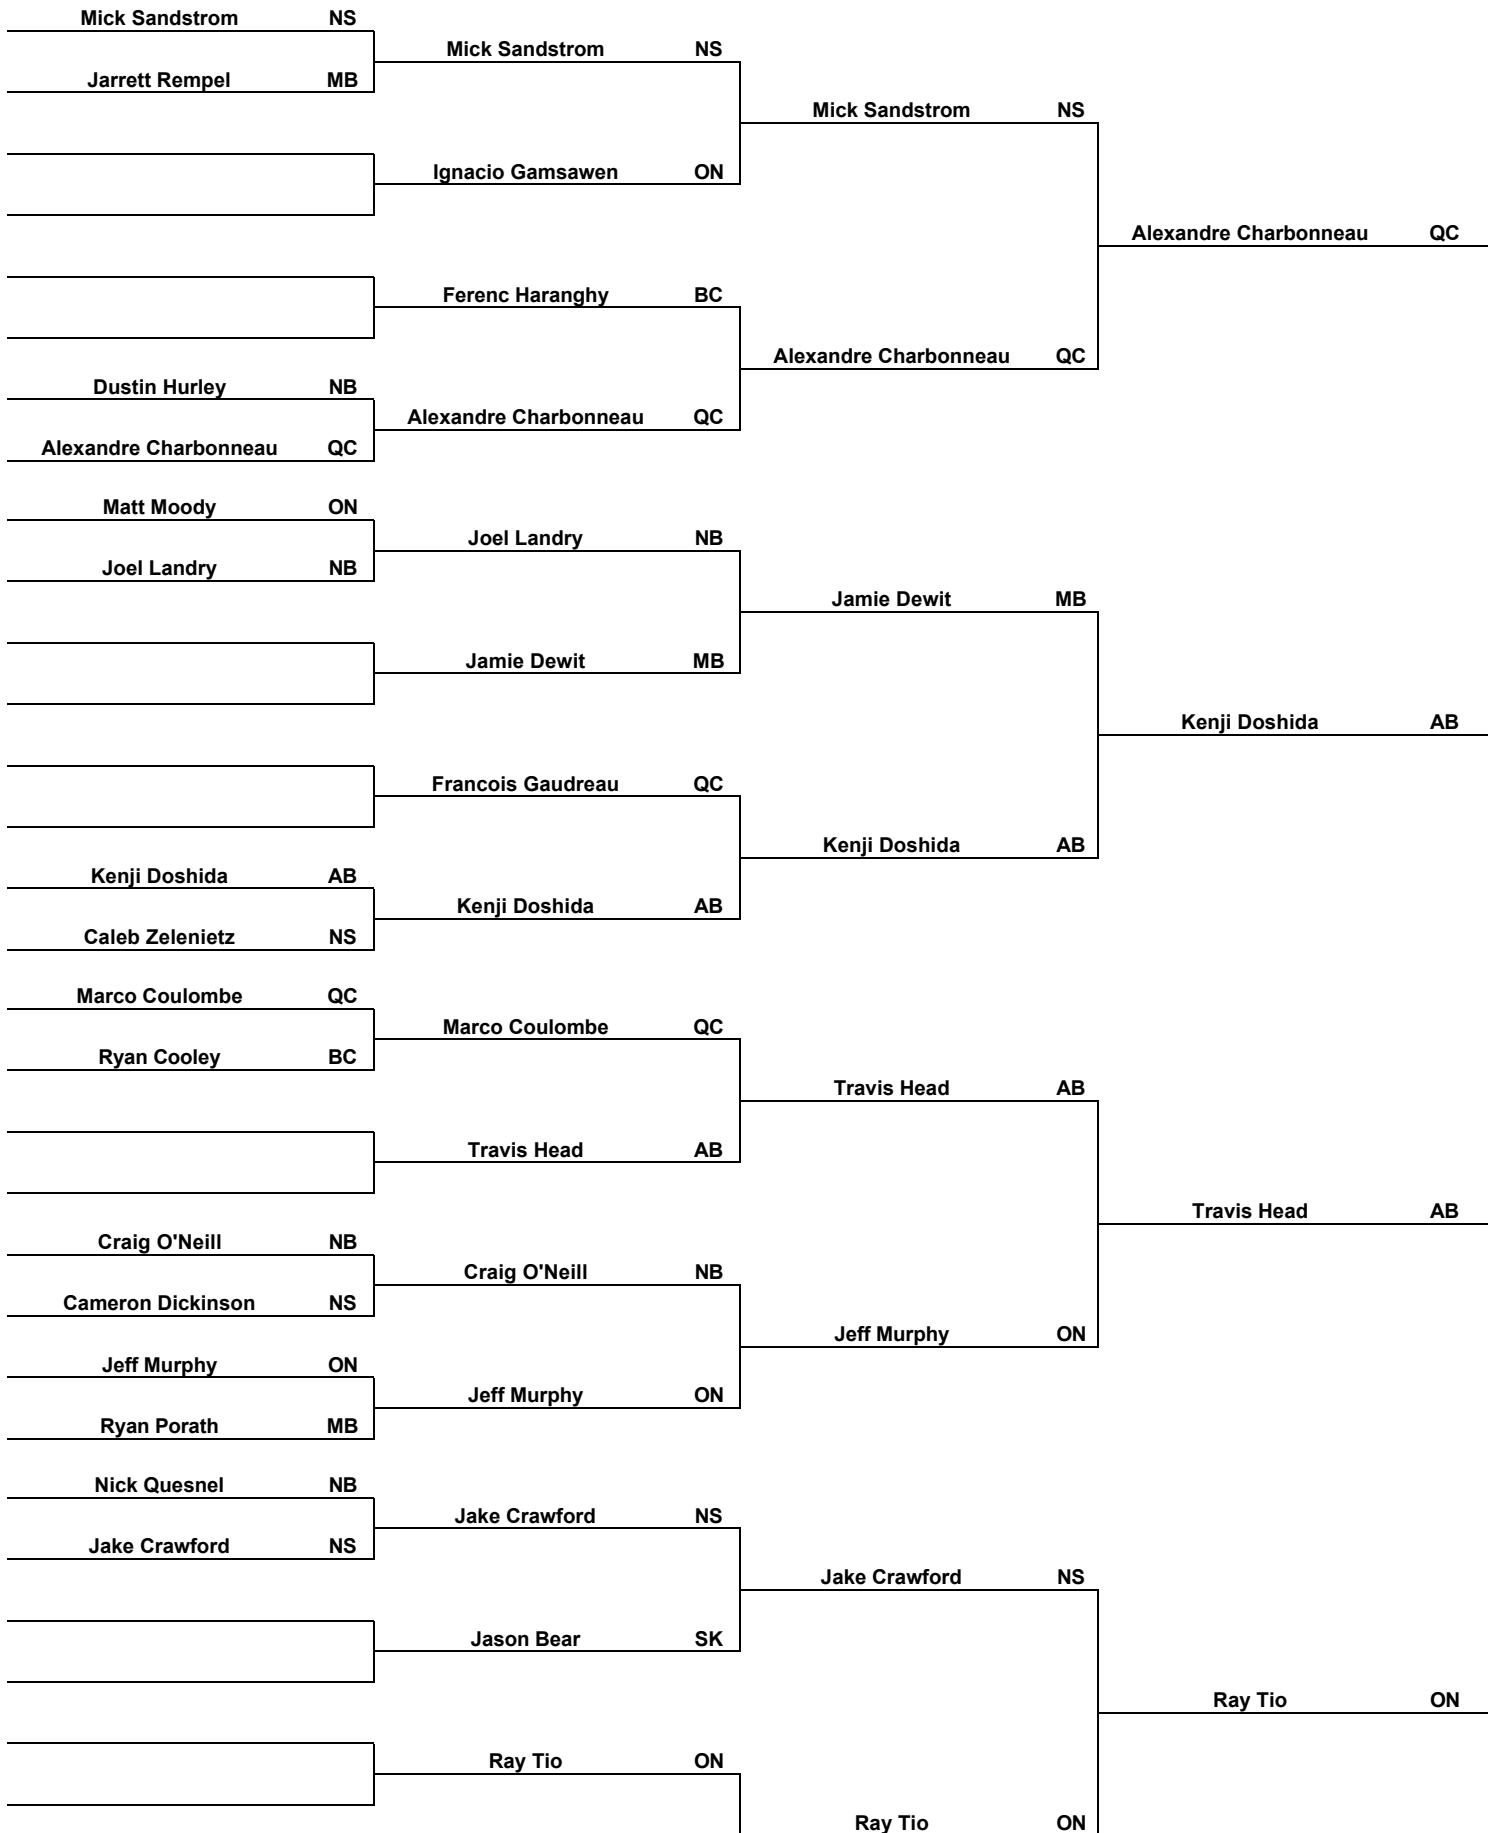 Mick Sandstrom NS
Mick Sandstrom NS
Jarrett Rempel MB
Mick Sandstrom NS
Ignacio Gamsawen ON
Alexandre Charbonneau QC
Ferenc Haranghy BC
Alexandre Charbonneau QC
Dustin Hurley NB
Alexandre Charbonneau QC
Alexandre Charbonneau QC
Matt Moody ON
Joel Landry NB
Joel Landry NB
Jamie Dewit MB
Jamie Dewit MB
Kenji Doshida AB
Francois Gaudreau QC
Kenji Doshida AB
Kenji Doshida AB
Kenji Doshida AB
Caleb Zelenietz NS
Marco Coulombe QC
Marco Coulombe QC
Ryan Cooley BC
Travis Head AB
Travis Head AB
Travis Head AB
Craig O'Neill NB
Craig O'Neill NB
Cameron Dickinson NS
Jeff Murphy ON
Jeff Murphy ON
Jeff Murphy ON
Ryan Porath MB
Nick Quesnel NB
Jake Crawford NS
Jake Crawford NS
Jake Crawford NS
Jason Bear SK
Ray Tio ON
Ray Tio ON
Ray Tio ON